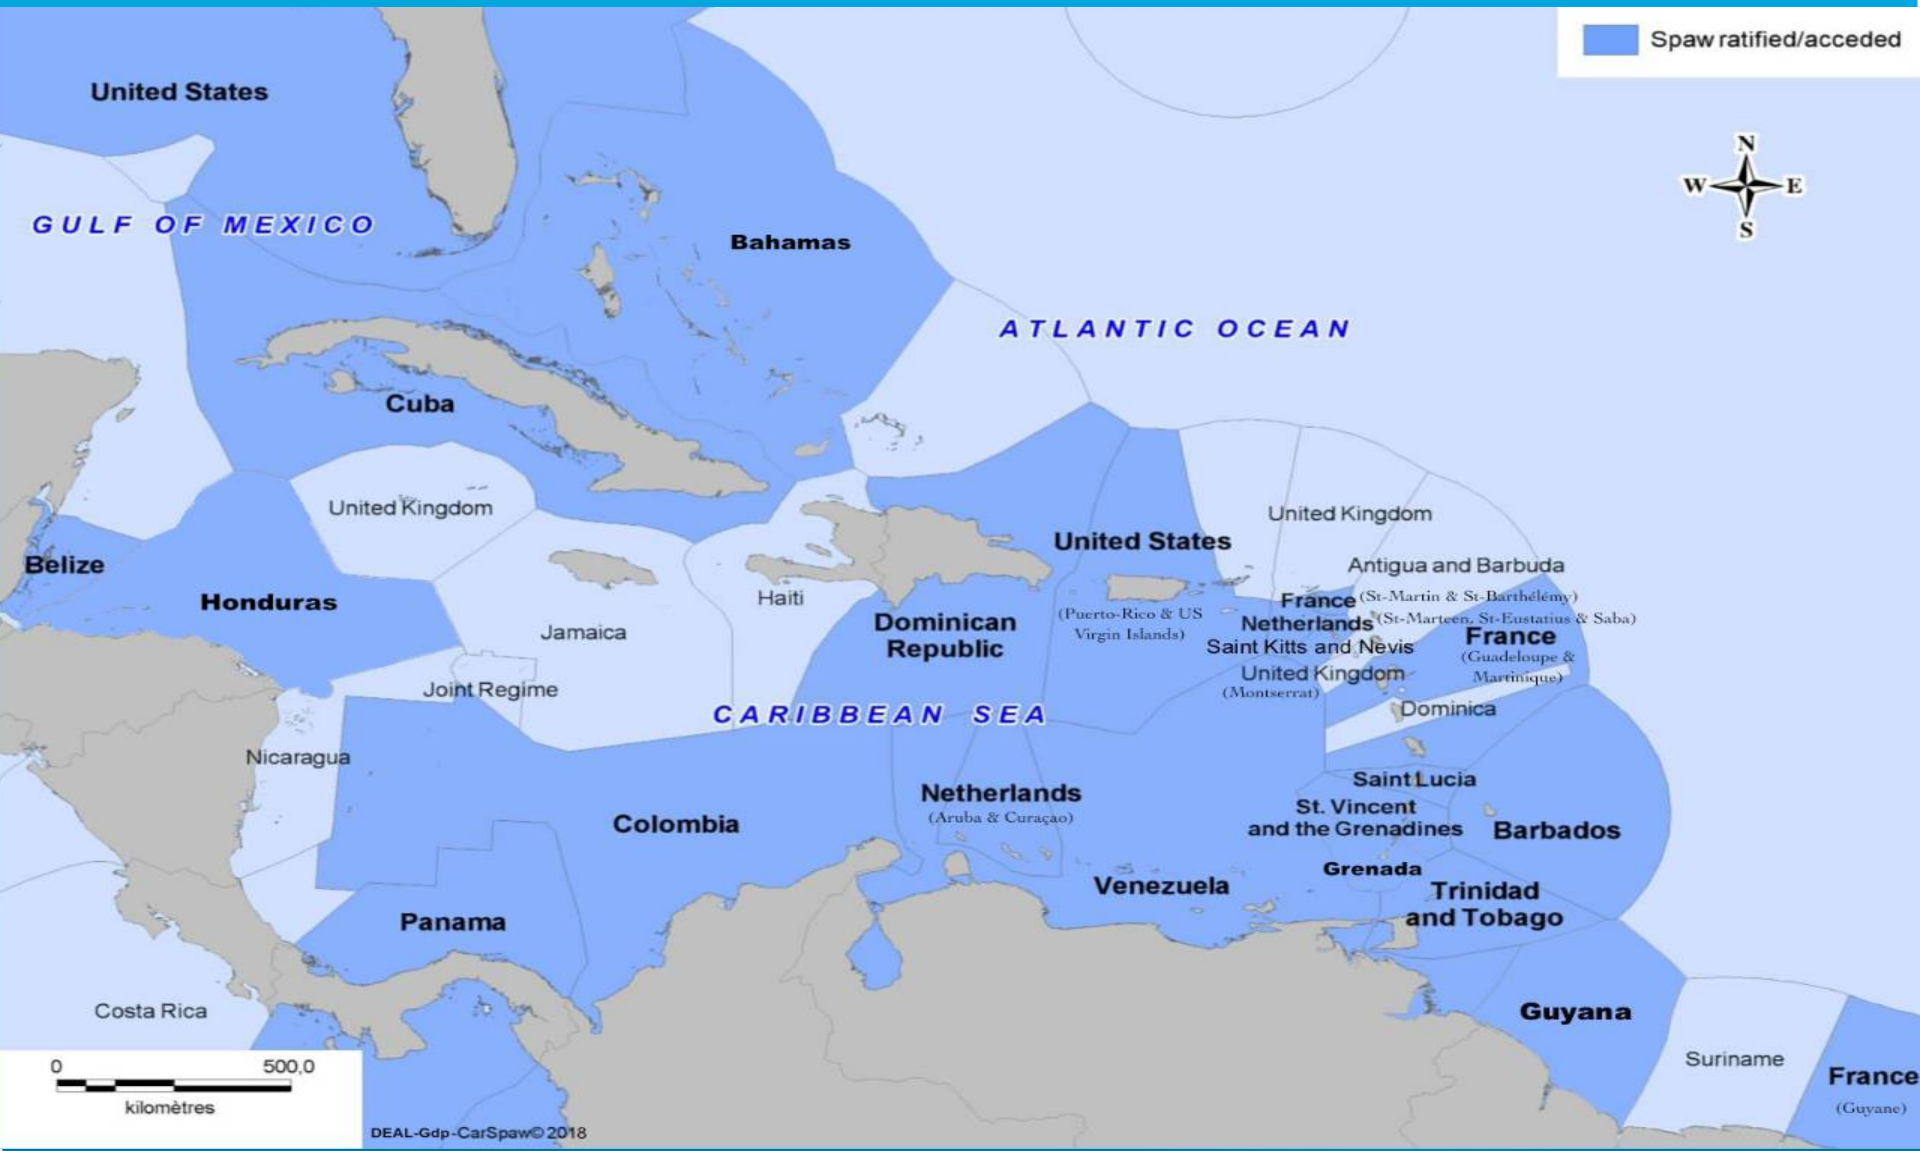 Spaw ratified/acceded
United States
N
W E
S
GULF OF MEXICO
Bahamas
ATLANTIC OCEAN
Cuba
United Kingdom
United Kingdom
United States
(Puerto-Rico & US
Virgin Islands)
Belize
Honduras
Haiti
Jamaica
Dominican
Republic
Antigua and Barbuda
France (St-Martin & St-Barthélémy)
Netherlands (St-Marteen, St-Eustatius & Saba)
Saint Kitts and Nevis
France
(Guadeloupe &
Martinique)
United Kingdom
(Montserrat)
Joint Regime
CARIBBEAN SEA
Dominica
Nicaragua
Saint Lucia
Netherlands
(Aruba & Curaçao)
St. Vincent
and the Grenadines
Colombia
Barbados
Grenada
Venezuela
Trinidad
and Tobago
Panama
Costa Rica
Guyana
Suriname
France
(Guyane)
0 500,0
kilomètres
DEAL-Gdp-CarSpaw© 2018